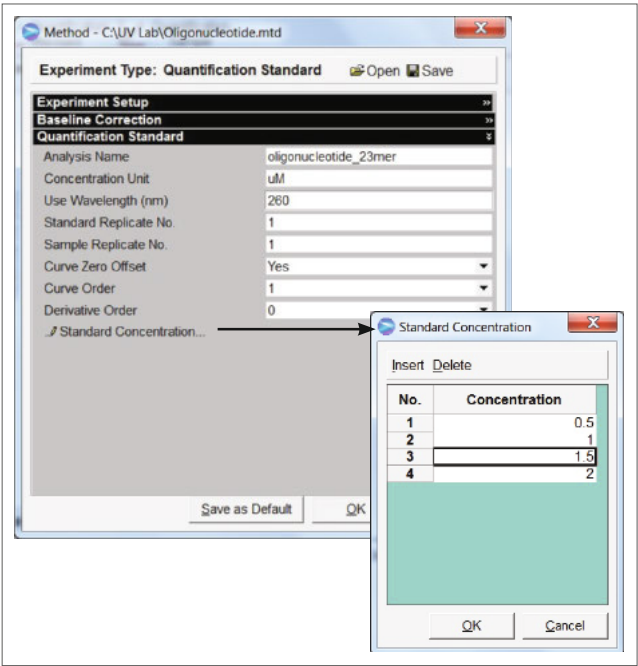 Method - C:\UV Lab\Oligonucleotide.mtd
X
Experiment Type: Quantification Standard Open Save
Experiment Setup »
Baseline Correction »
Quantification Standard
Analysis Name oligonucleotide_23mer
Concentration Unit uM
Use Wavelength (nm) 260
Standard Replicate No. 1
Sample Replicate No. 1
Curve Zero Offset Yes
Curve Order 1
Derivative Order 0
Standard Concentration...
Save as Default OK
Standard Concentration
X
Insert Delete
No. Concentration
1 0.5
2 1
3 1.5
4 2
OK Cancel